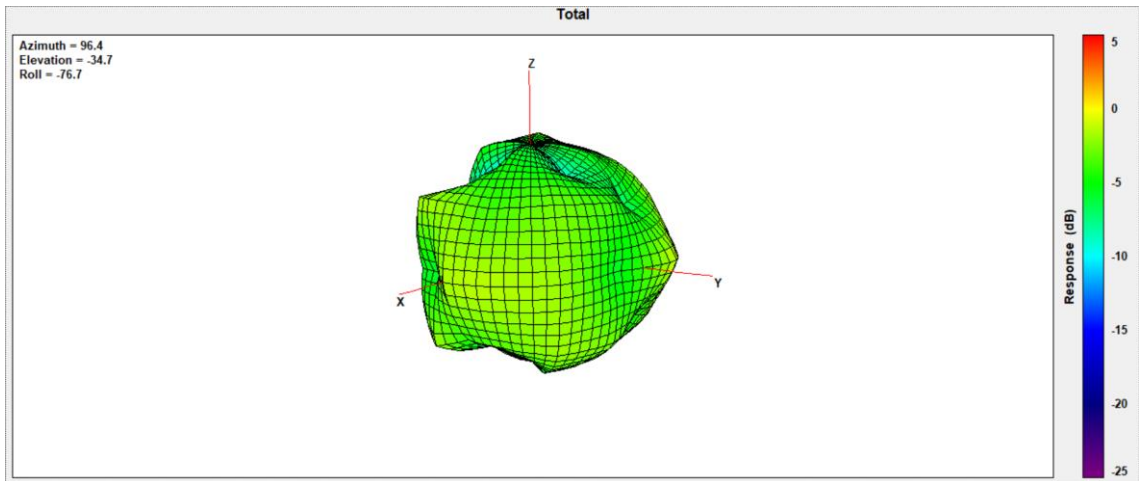 Total
Azimuth = 96.4
Elevation = -34.7
Roll = -76.7
Z
X
Y
5
0
-5
-10
-15
-20
-25
Response (dB)